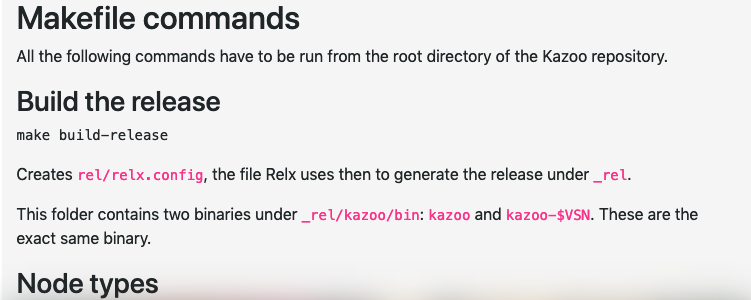 Makefile commands
All the following commands have to be run from the root directory of the Kazoo repository.
Build the release
make build-release
Creates rel/relx.config, the file Relx uses then to generate the release under _rel.
This folder contains two binaries under _rel/kazoo/bin: kazoo and kazoo-$VSN. These are the
exact same binary.
Node types